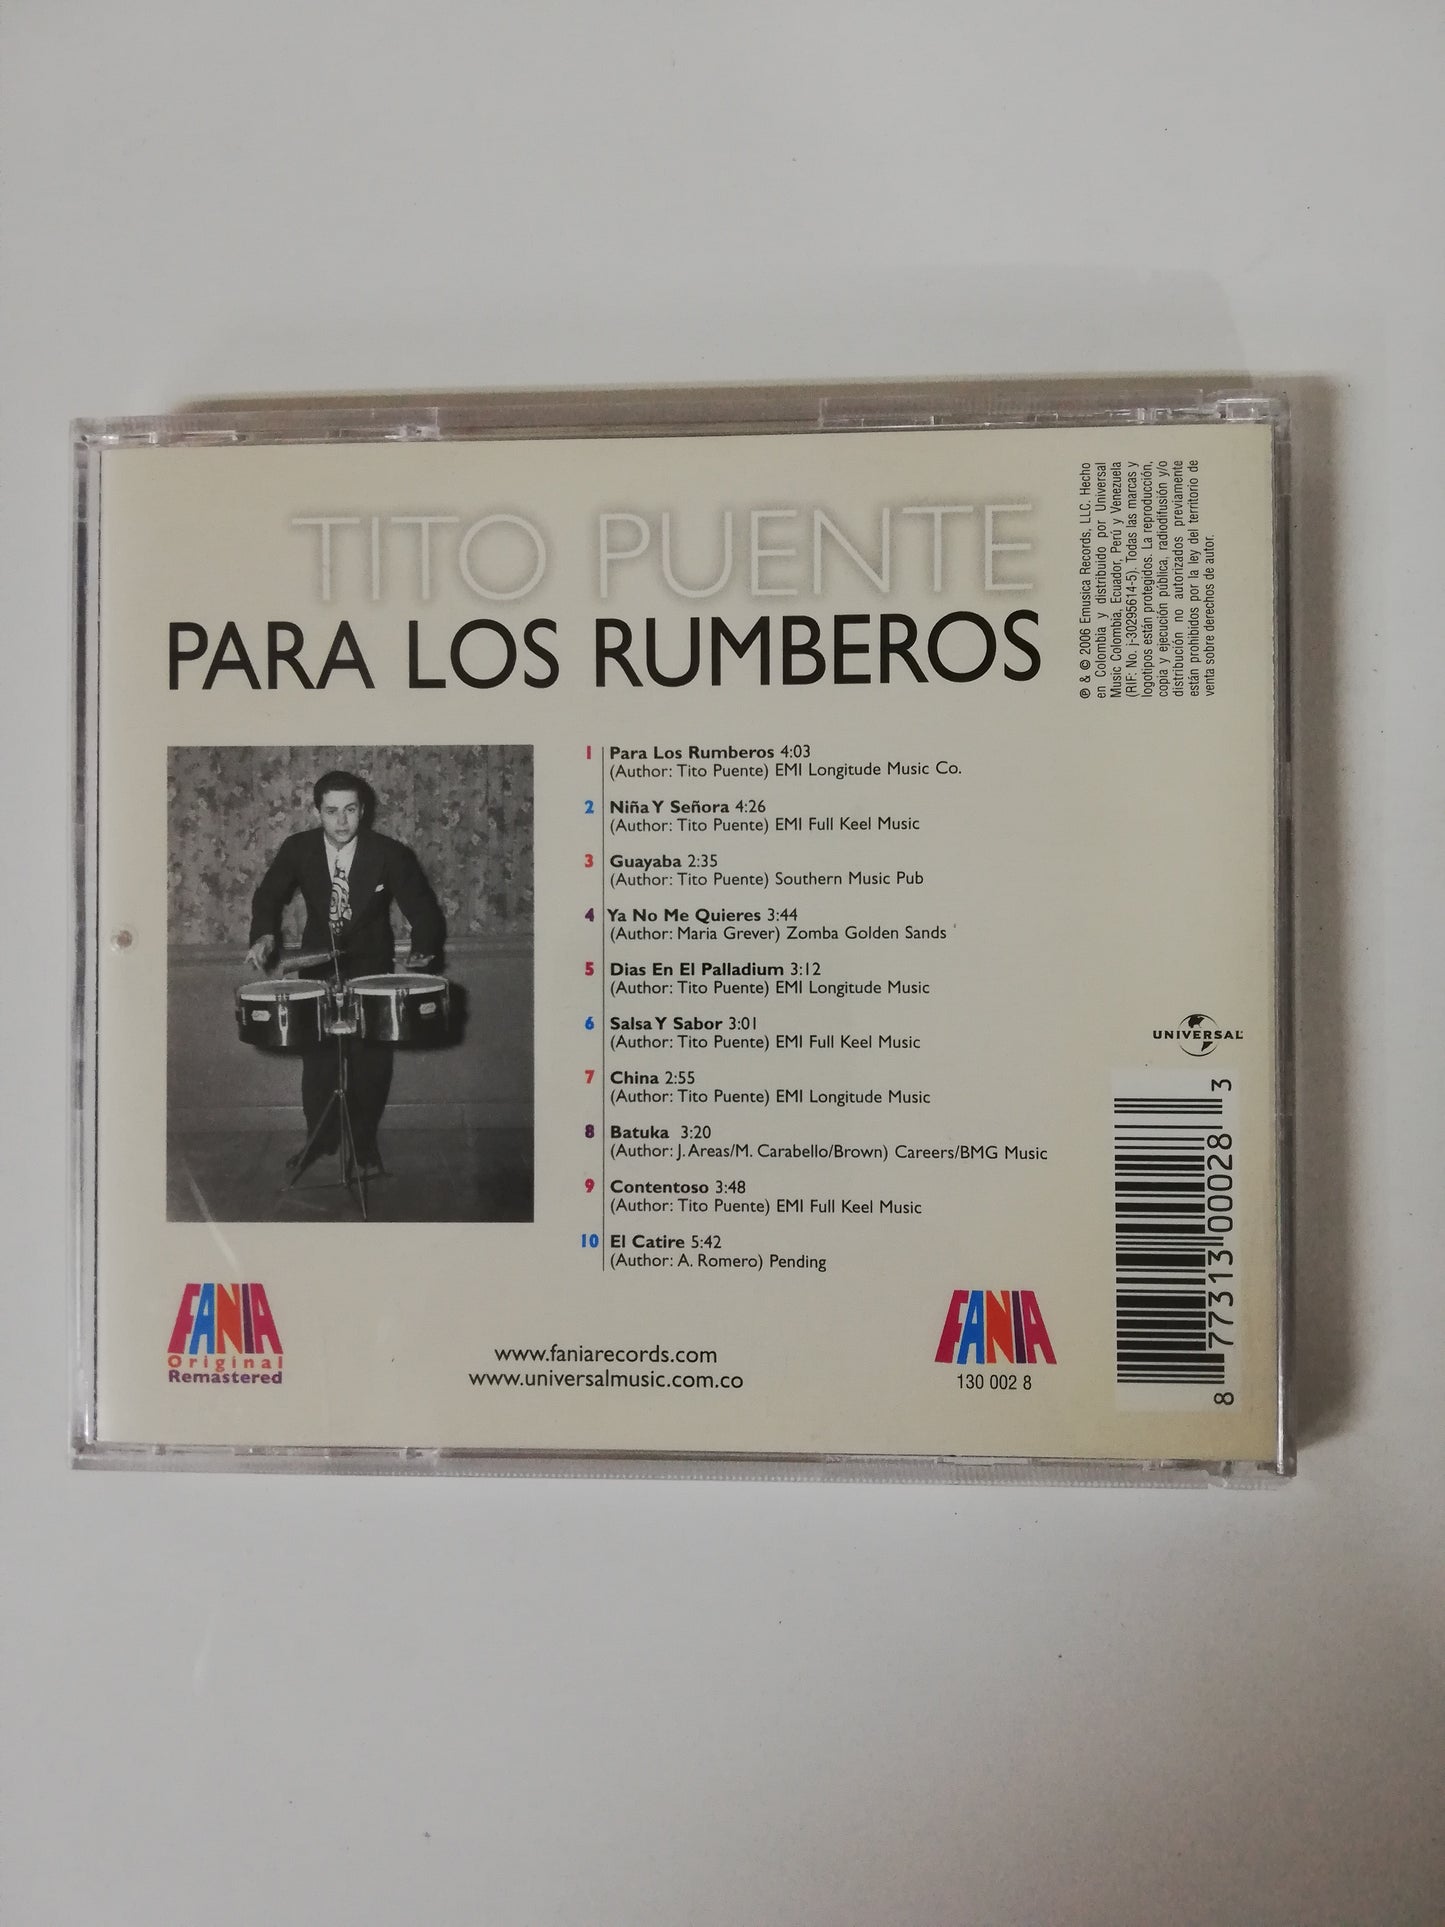 TITO PUENTE
PARA LOS RUMBEROS
℗ & © 2006 Emusica Records, LLC. Hecho
en Colombia y distribuido por Universal
Music Colombia, Ecuador, Perú y Venezuela
(RIF: No. j-30295614-5). Todas las marcas y
logotipos están protegidos. La reproducción,
copia y ejecución pública, radiodifusión y/o
distribución no autorizados previamente
están prohibidos por la ley del territorio de
venta sobre derechos de autor.
1 Para Los Rumberos 4:03
(Author: Tito Puente) EMI Longitude Music Co.
2 Niña Y Señora 4:26
(Author: Tito Puente) EMI Full Keel Music
3 Guayaba 2:35
(Author: Tito Puente) Southern Music Pub
4 Ya No Me Quieres 3:44
(Author: Maria Grever) Zomba Golden Sands
5 Dias En El Palladium 3:12
(Author: Tito Puente) EMI Longitude Music
6 Salsa Y Sabor 3:01
(Author: Tito Puente) EMI Full Keel Music
7 China 2:55
(Author: Tito Puente) EMI Longitude Music
8 Batuka 3:20
(Author: J. Areas/M. Carabello/Brown) Careers/BMG Music
9 Contentoso 3:48
(Author: Tito Puente) EMI Full Keel Music
10 El Catire 5:42
(Author: A. Romero) Pending
UNIVERSAL
8 77313 00028 3
FANIA
Original
Remastered
www.faniarecords.com
www.universalmusic.com.co
FANIA
130 002 8